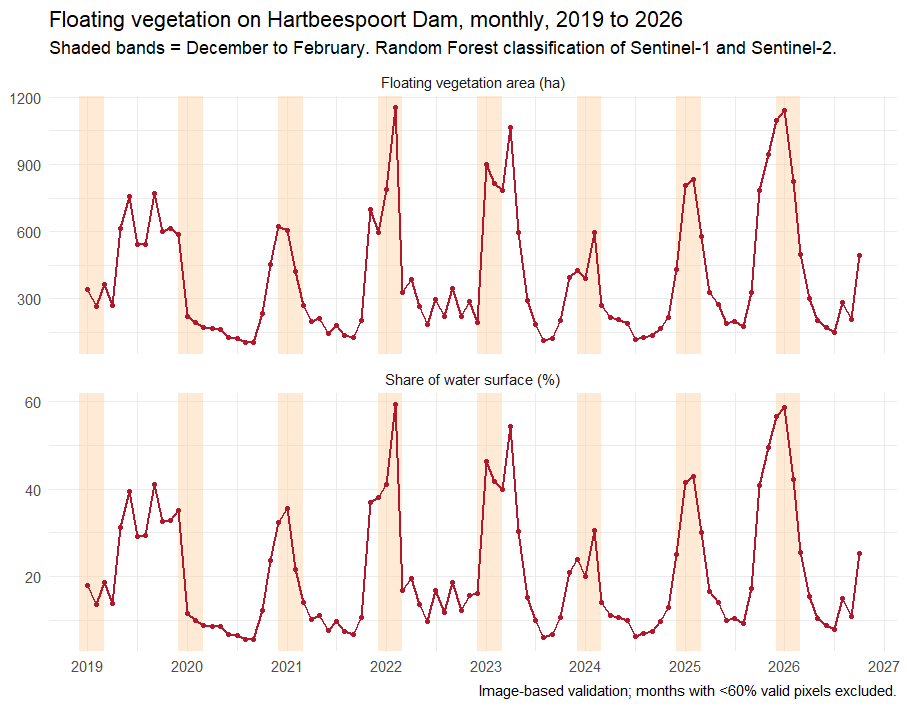 Floating vegetation on Hartbeespoort Dam, monthly, 2019 to 2026
Shaded bands = December to February. Random Forest classification of Sentinel-1 and Sentinel-2.
Floating vegetation area (ha)
1200
900
600
300
Share of water surface (%)
60
40
20
2019 2020 2021 2022 2023 2024 2025 2026 2027
Image-based validation; months with <60% valid pixels excluded.